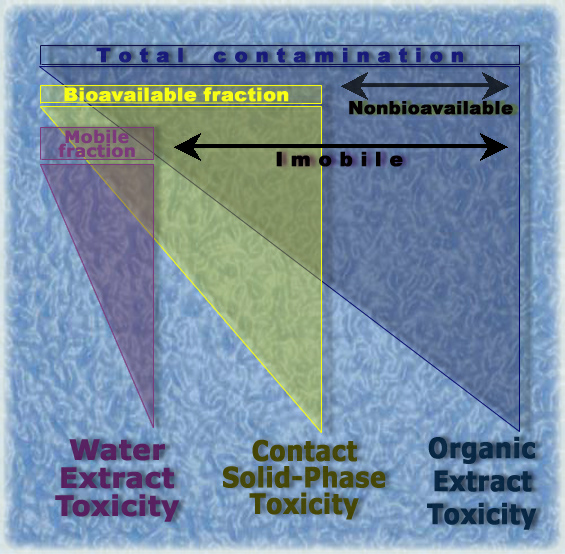 Total contamination
Bioavailable fraction
Nonbioavailable
Mobile
fraction
Imobile
Water
Extract
Toxicity
Contact
Solid-Phase
Toxicity
Organic
Extract
Toxicity